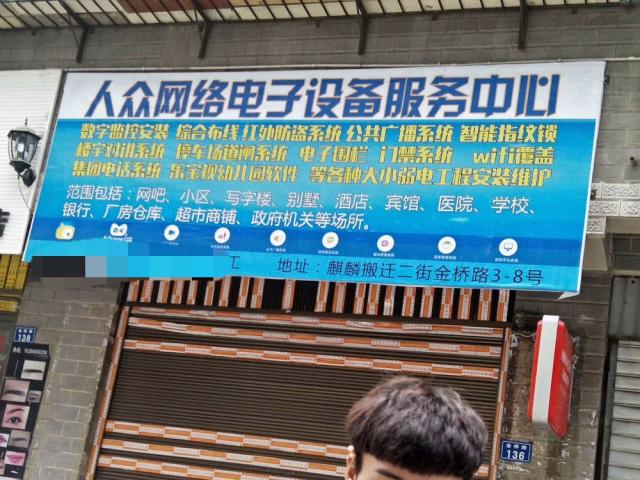 人众网络电子设备服务中心
数字监控安装 综合布线 红外防盗系统 公共广播系统 智能指纹锁
楼宇对讲系统 停车场道闸系统 电子围栏 门禁系统 wifi覆盖
集团电话系统 乐宝视幼儿园软件 等各种大小弱电工程安装维护
范围包括：网吧、小区、写字楼、别墅、酒店、宾馆、医院、学校、
银行、厂房仓库、超市商铺、政府机关等场所。
工 地址：麒麟搬迁二街金桥路3-8号
138
136